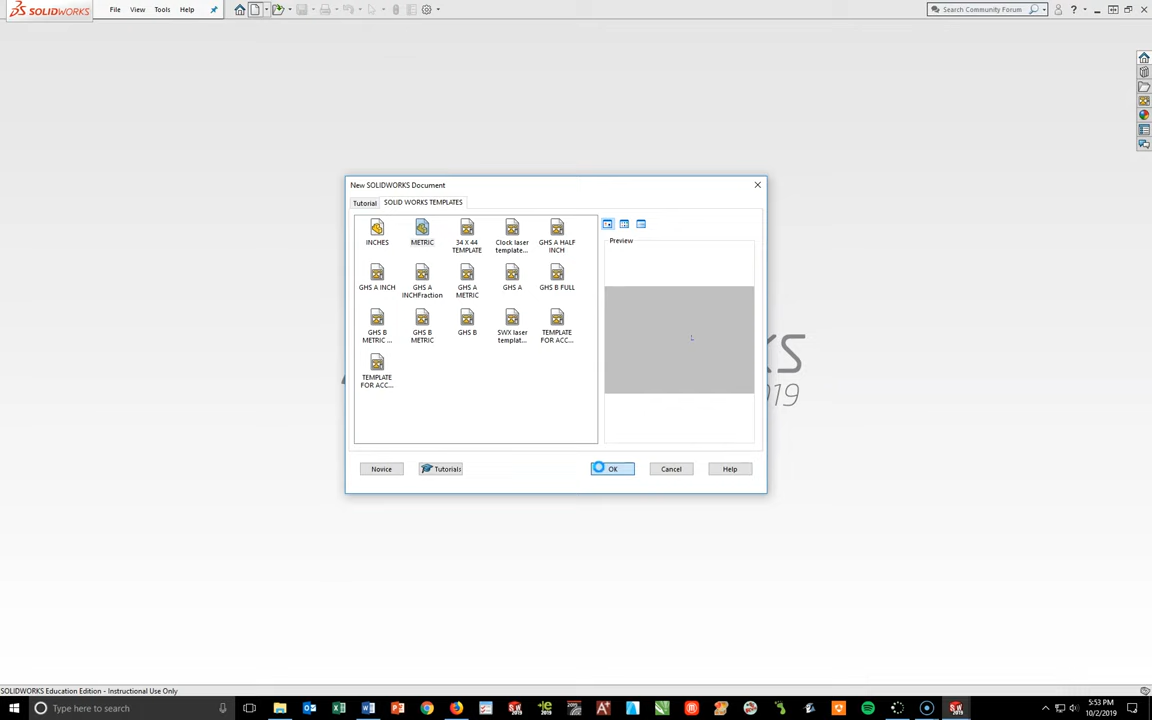 SOLIDWORKS File View Tools Help Search Community Forum
New SOLIDWORKS Document
Tutorial SOLID WORKS TEMPLATES
Preview
INCHES METRIC 34 X 44 TEMPLATE Clock laser template... GHS A HALF INCH
GHS A INCH GHS A INCHFraction GHS A METRIC GHS A GHS B FULL
GHS B METRIC ... GHS B METRIC GHS B SWX laser templat... TEMPLATE FOR ACC...
TEMPLATE FOR ACC...
KS
2019
Novice Tutorials OK Cancel Help
SOLIDWORKS Education Edition - Instructional Use Only
Type here to search
5:53 PM
10/2/2019